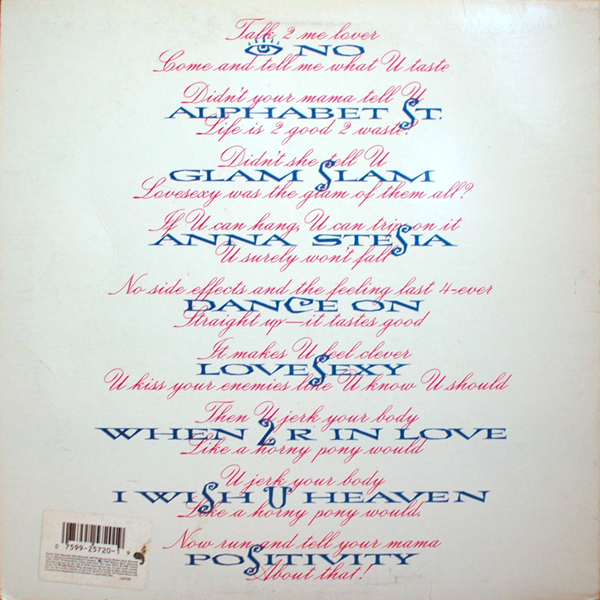 Talk 2 me lover
NO
Come and tell me what U taste
Didn't your mama tell U
ALPHABET St.
Life is 2 good 2 waste?
Didn't she tell U
GLAM SLAM
Lovesexy was the glam of them all?
If U can hang, U can trip on it
ANNA STESIA
U surely won't fall
No side effects and the feeling last 4-ever
DANCE ON
Straight up—it tastes good
It makes U feel clever
LOVESEXY
U kiss your enemies like U know U should
Then U jerk your body
WHEN 2 R IN LOVE
Like a horny pony would
U jerk your body
I WISH U HEAVEN
Like a horny pony would.
Now run and tell your mama
POSITIVITY
About that!
0 7599-25720-1 9